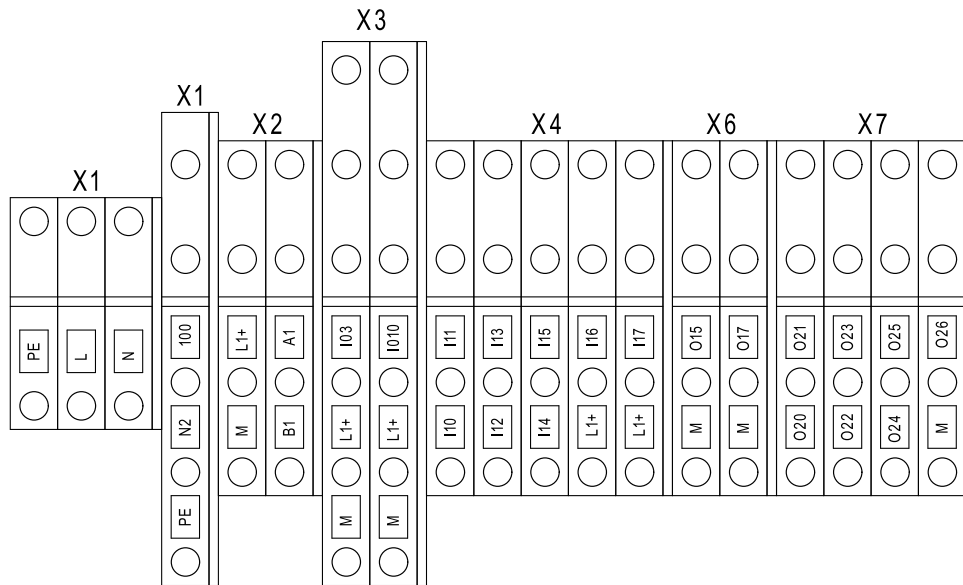 X3
X1
X2
X4
X6
X7
X1
PE
L
N
100
L1+
A1
I03
I010
I11
I13
I15
I16
I17
O15
O17
O21
O23
O25
O26
N2
M
B1
L1+
L1+
I10
I12
I14
L1+
L1+
M
M
O20
O22
O24
M
PE
M
M